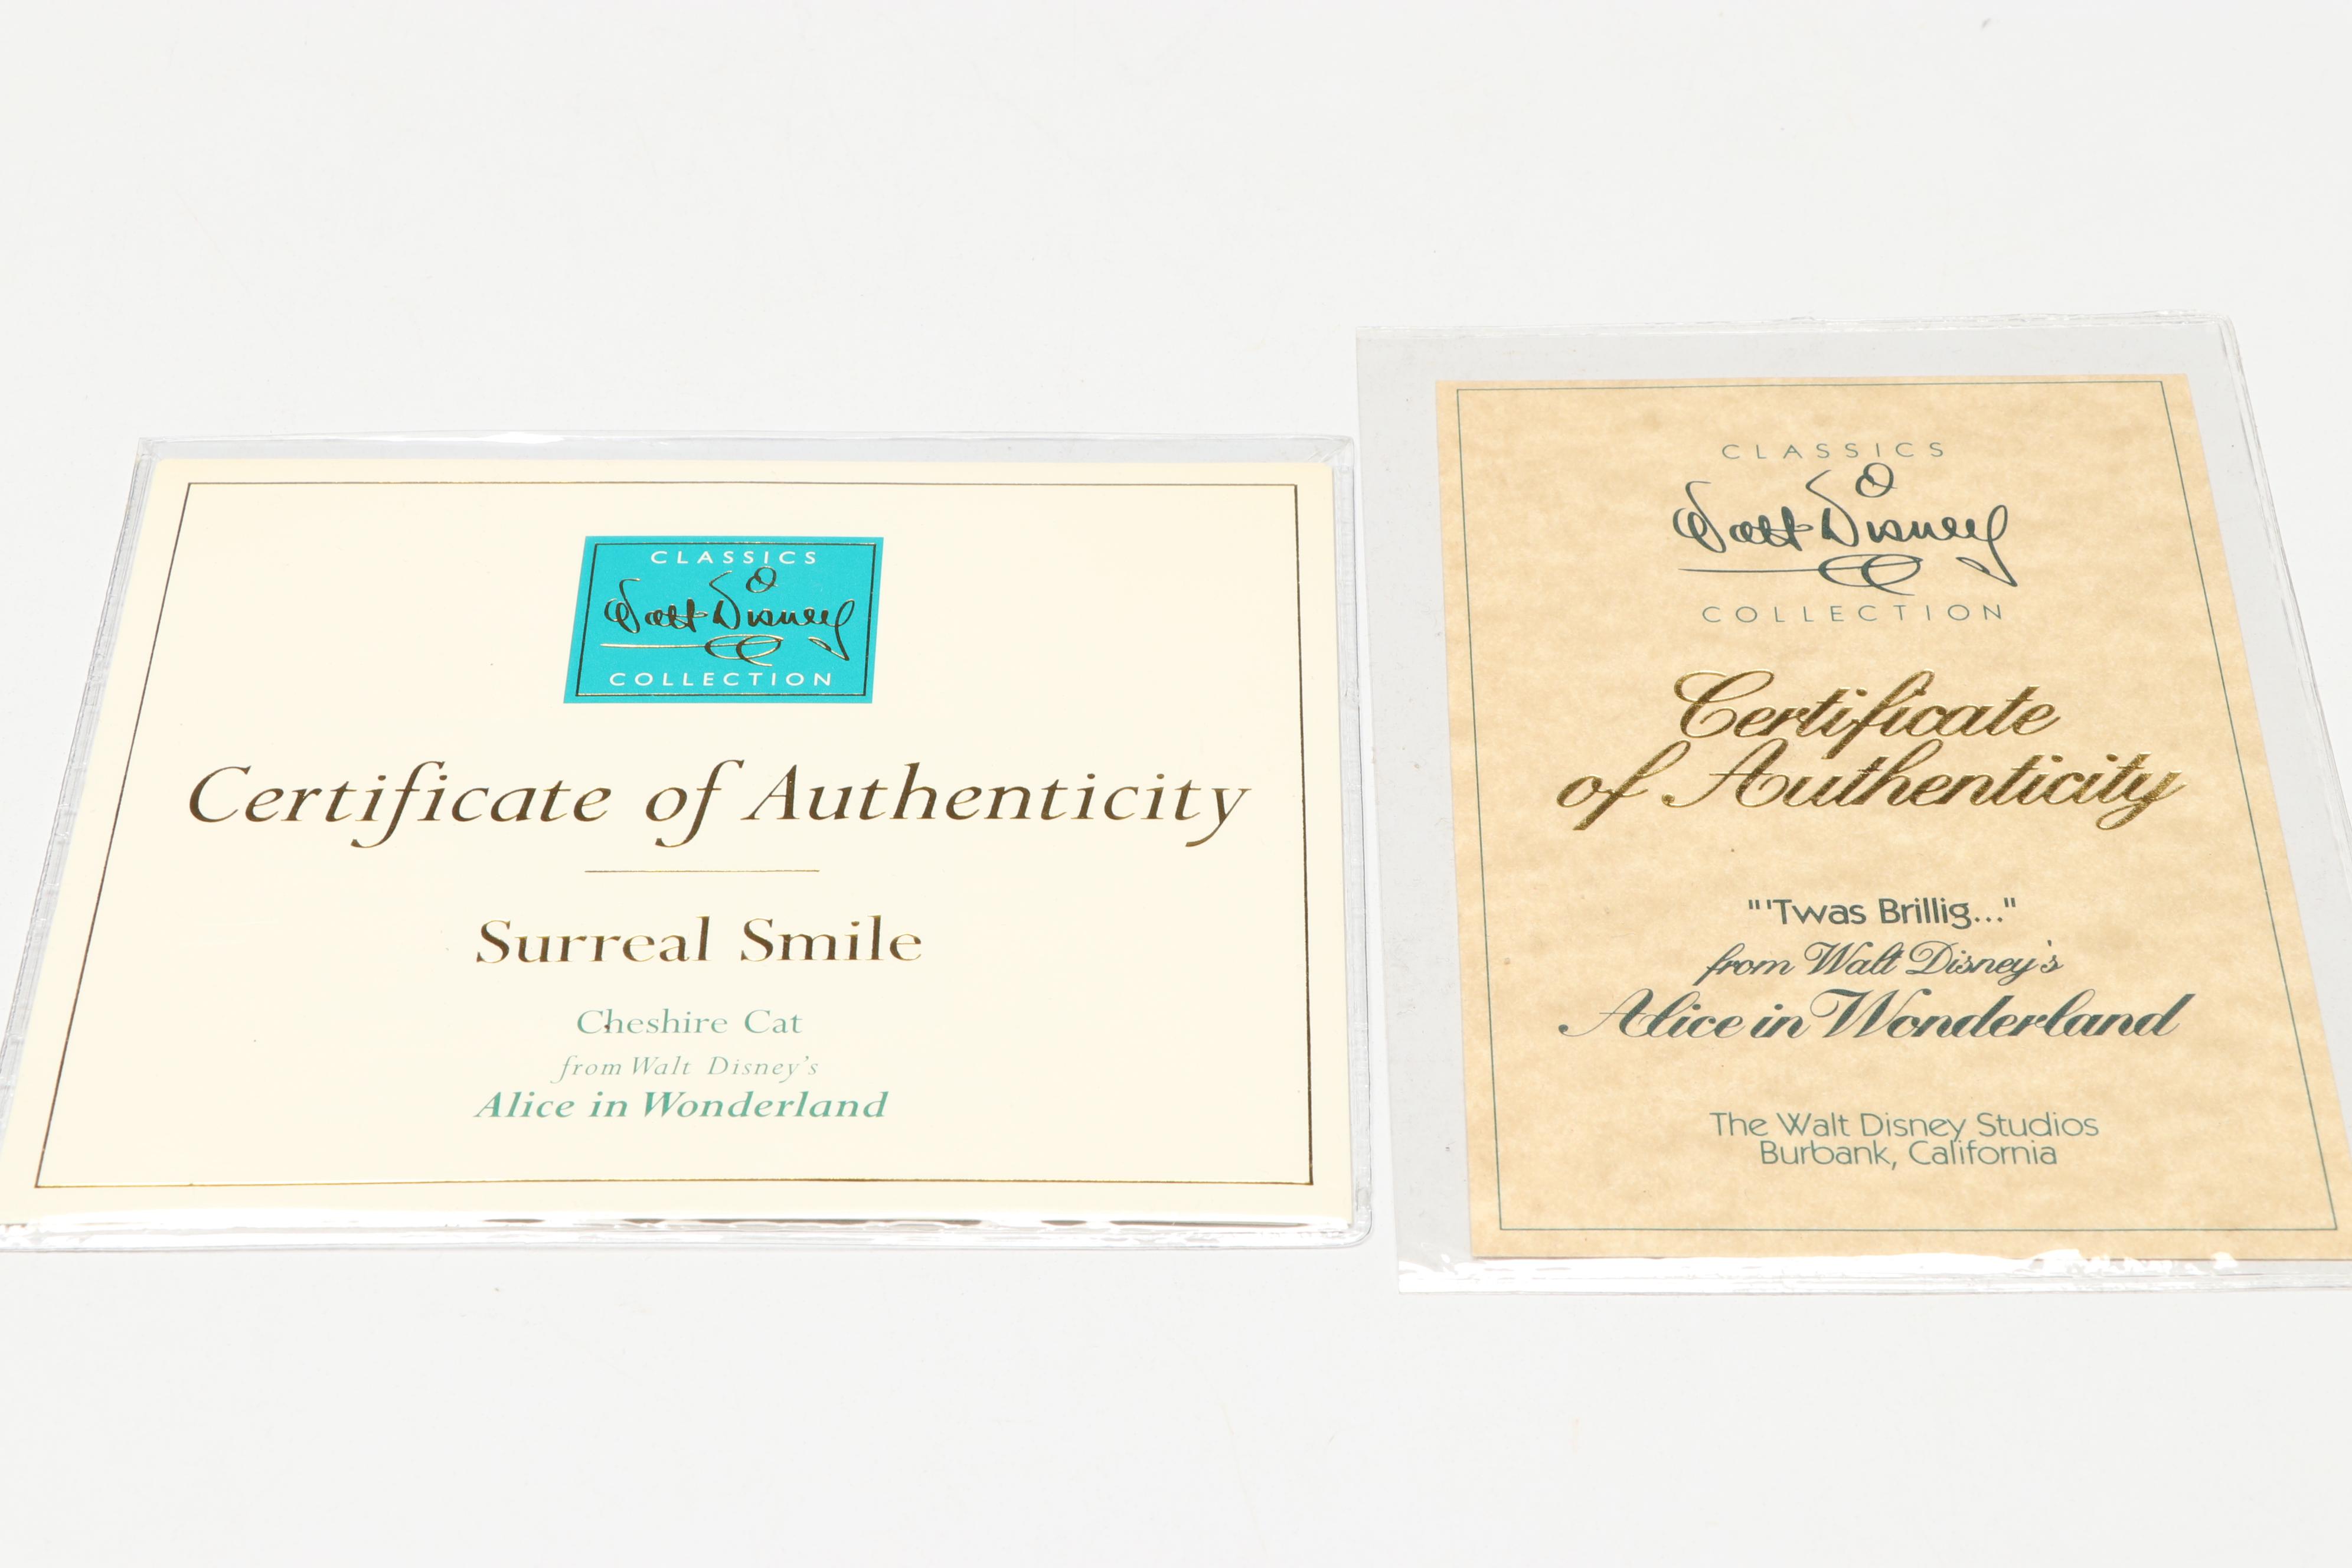 CLASSICS
Walt Disney
COLLECTION
Certificate of Authenticity
Surreal Smile
Cheshire Cat
from Walt Disney's
Alice in Wonderland
CLASSICS
Walt Disney
COLLECTION
Certificate
of Authenticity
"'Twas Brillig..."
from Walt Disney's
Alice in Wonderland
The Walt Disney Studios
Burbank, California